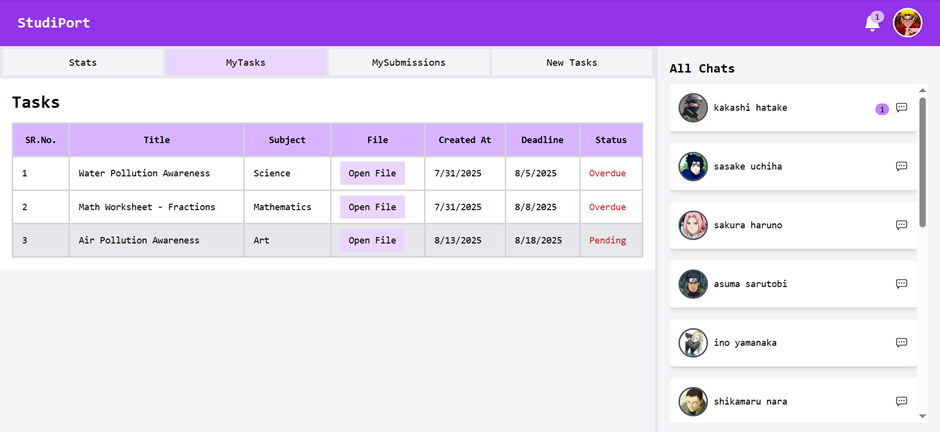 StudiPort
1
Stats MyTasks MySubmissions New Tasks
Tasks
SR.No. Title Subject File Created At Deadline Status
1 Water Pollution Awareness Science Open File 7/31/2025 8/5/2025 Overdue
2 Math Worksheet - Fractions Mathematics Open File 7/31/2025 8/8/2025 Overdue
3 Air Pollution Awareness Art Open File 8/13/2025 8/18/2025 Pending
All Chats
kakashi hatake 1
sasake uchiha
sakura haruno
asuma sarutobi
ino yamanaka
shikamaru nara